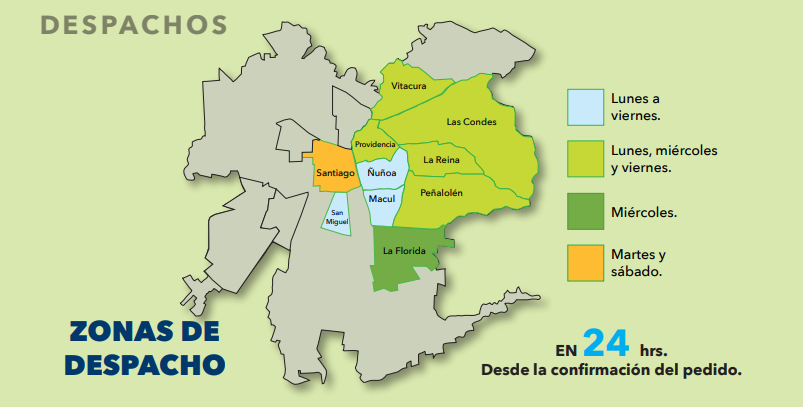 DESPACHOS
Vitacura
Las Condes
Providencia
La Reina
Santiago
Ñuñoa
Peñalolén
Macul
San
Miguel
La Florida
Lunes a
viernes.
Lunes, miércoles
y viernes.
Miércoles.
Martes y
sábado.
ZONAS DE
DESPACHO
EN 24 hrs.
Desde la confirmación del pedido.